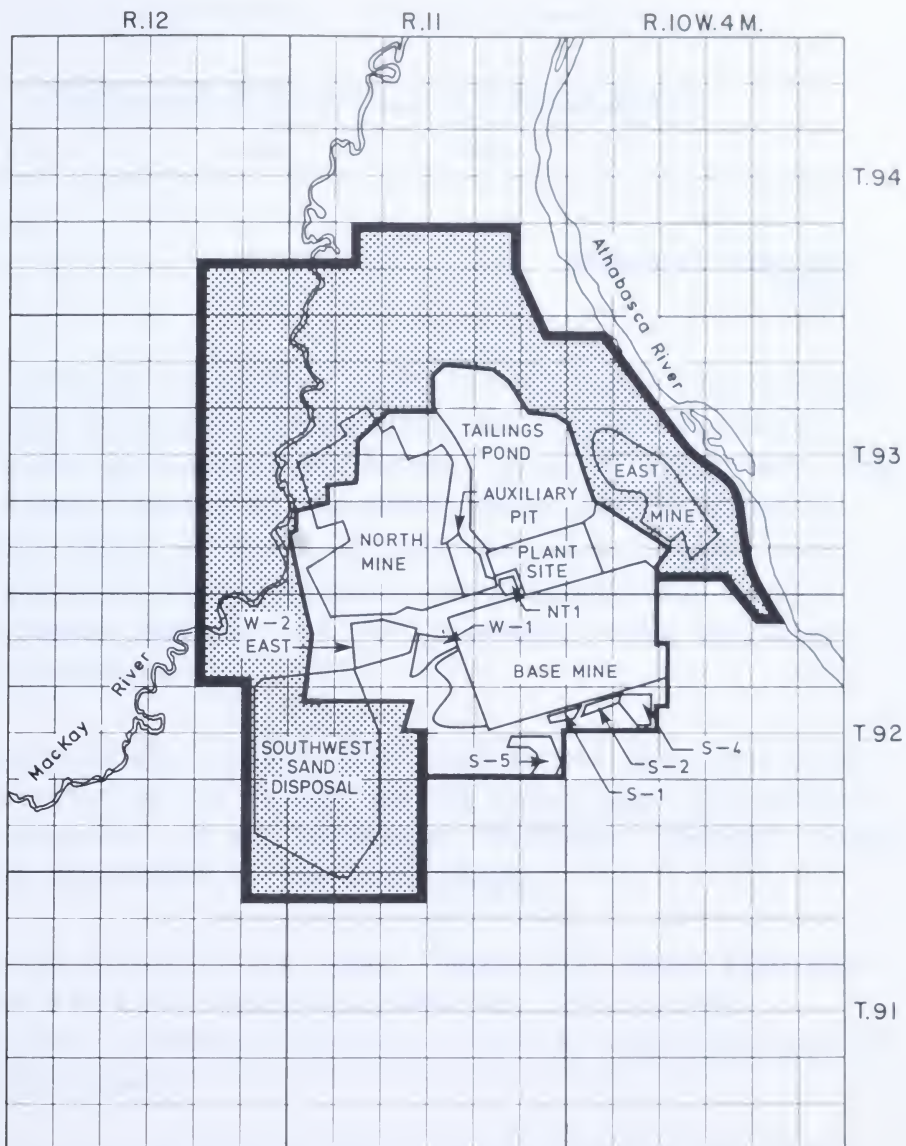 R.12
R.11
R.10W.4M.
T.94
Athabasca River
TAILINGS
POND
T.93
EAST
MINE
AUXILIARY
PIT
NORTH
MINE
PLANT
SITE
NT1
W-2
EAST
W-1
BASE MINE
MacKay River
SOUTHWEST
SAND
DISPOSAL
T.92
S-5
S-4
S-2
S-1
T.91